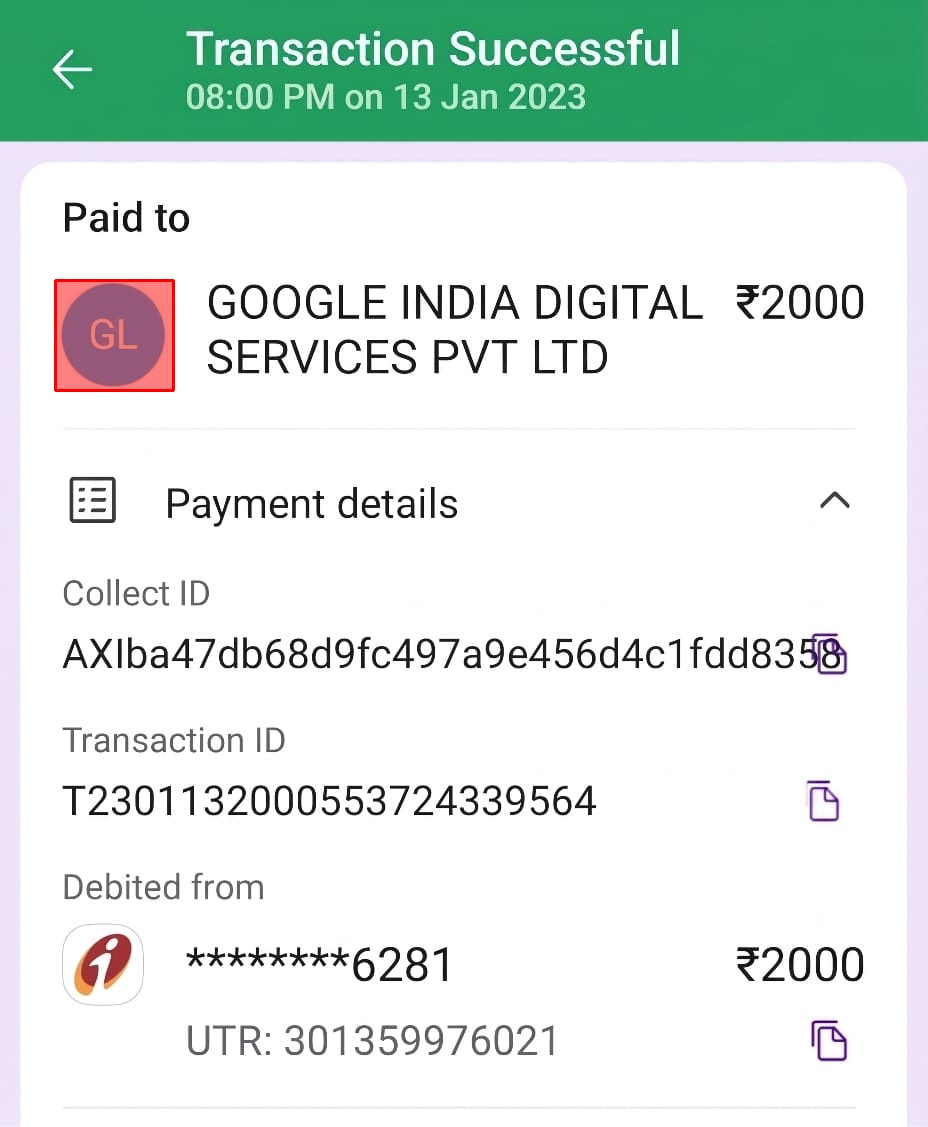 Transaction Successful
08:00 PM on 13 Jan 2023
Paid to
GL
GOOGLE INDIA DIGITAL ₹2000
SERVICES PVT LTD
Payment details
Collect ID
AXIba47db68d9fc497a9e456d4c1fdd8358
Transaction ID
T2301132000553724339564
Debited from
********6281 ₹2000
UTR: 301359976021